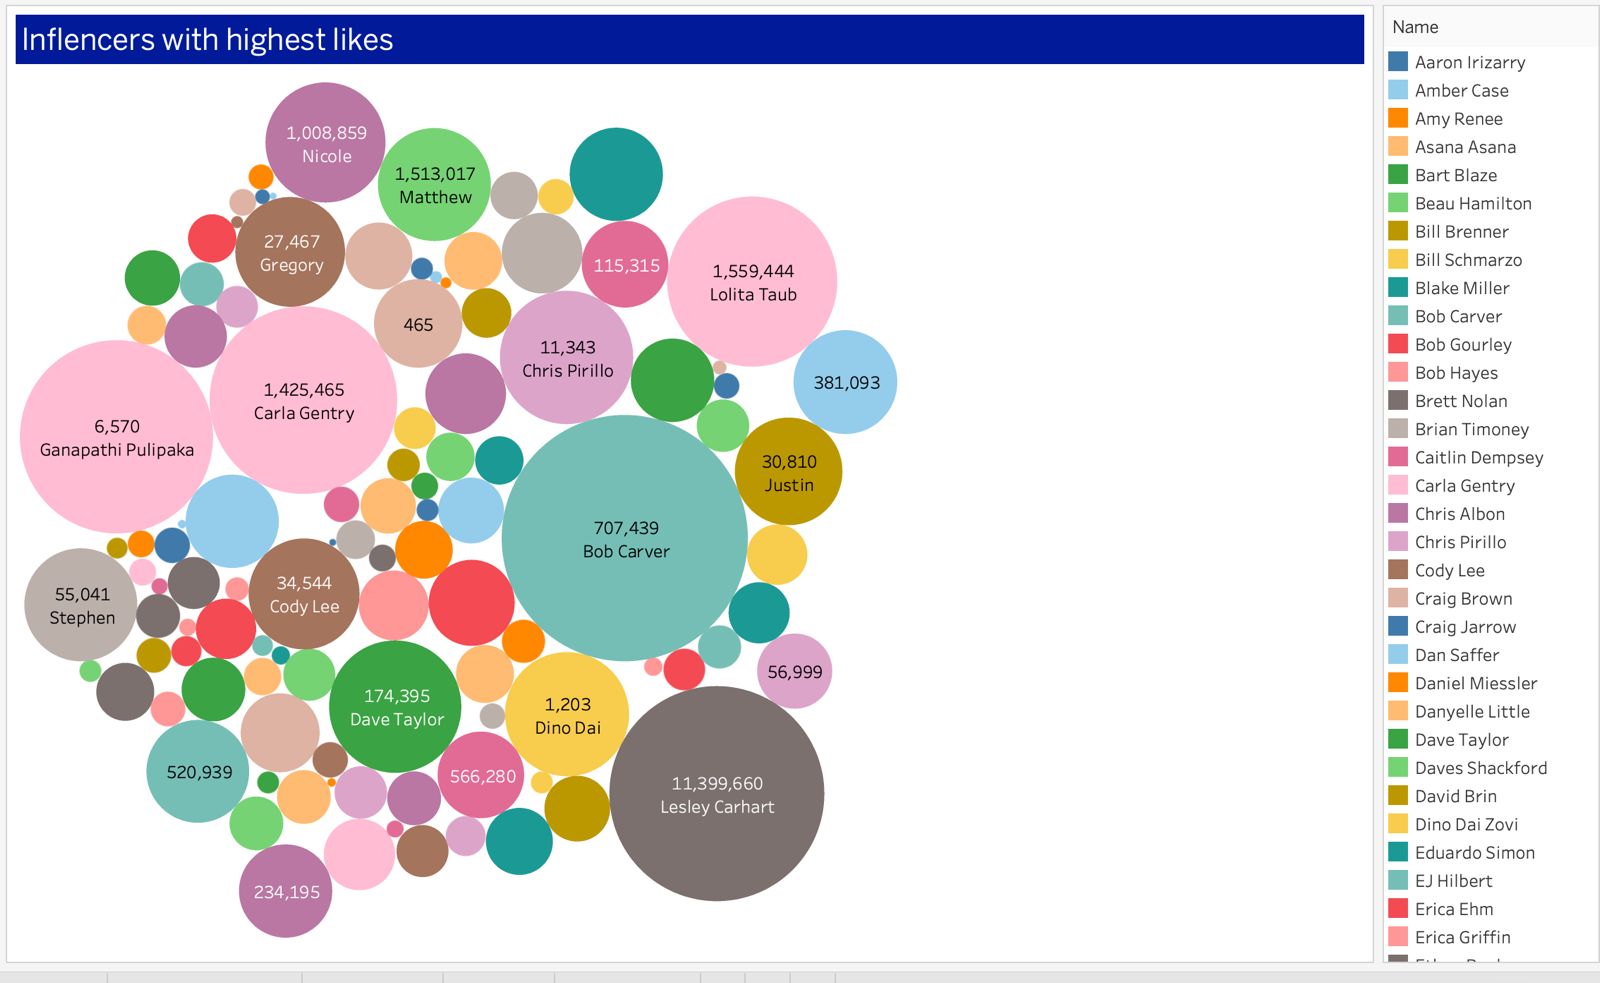 Inflencers with highest likes
1,008,859
Nicole
1,513,017
Matthew
27,467
Gregory
115,315
1,559,444
Lolita Taub
465
11,343
Chris Pirillo
381,093
1,425,465
Carla Gentry
6,570
Ganapathi Pulipaka
30,810
Justin
707,439
Bob Carver
55,041
Stephen
34,544
Cody Lee
56,999
174,395
Dave Taylor
1,203
Dino Dai
520,939
566,280
11,399,660
Lesley Carhart
234,195
Name
Aaron Irizarry
Amber Case
Amy Renee
Asana Asana
Bart Blaze
Beau Hamilton
Bill Brenner
Bill Schmarzo
Blake Miller
Bob Carver
Bob Gourley
Bob Hayes
Brett Nolan
Brian Timoney
Caitlin Dempsey
Carla Gentry
Chris Albon
Chris Pirillo
Cody Lee
Craig Brown
Craig Jarrow
Dan Saffer
Daniel Miessler
Danyelle Little
Dave Taylor
Daves Shackford
David Brin
Dino Dai Zovi
Eduardo Simon
EJ Hilbert
Erica Ehm
Erica Griffin